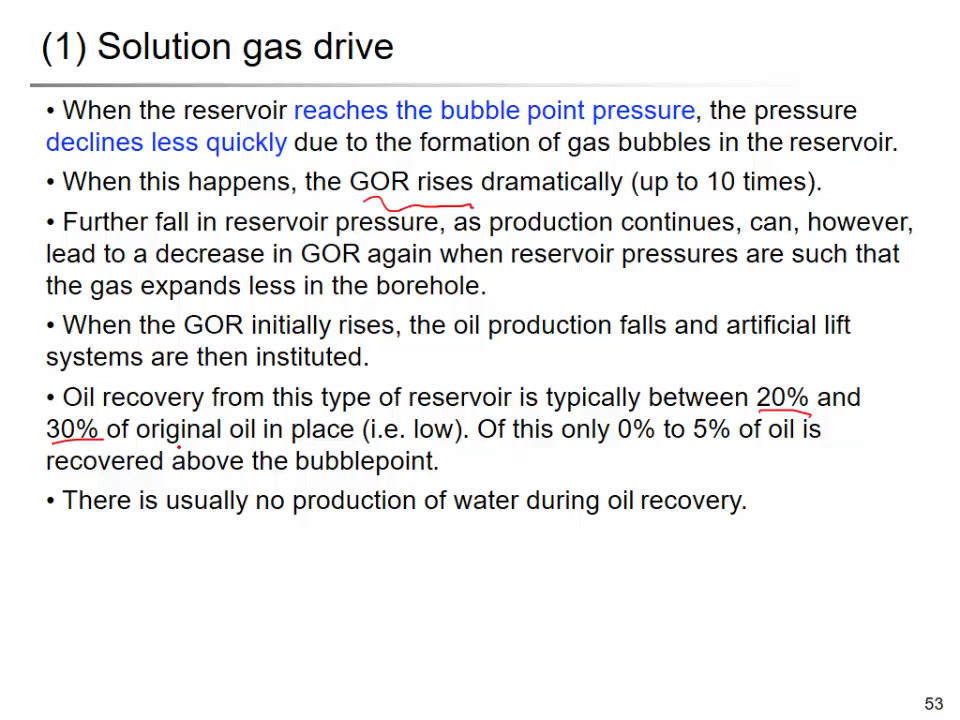 (1) Solution gas drive
• When the reservoir reaches the bubble point pressure, the pressure
declines less quickly due to the formation of gas bubbles in the reservoir.
• When this happens, the GOR rises dramatically (up to 10 times).
• Further fall in reservoir pressure, as production continues, can, however,
lead to a decrease in GOR again when reservoir pressures are such that
the gas expands less in the borehole.
• When the GOR initially rises, the oil production falls and artificial lift
systems are then instituted.
• Oil recovery from this type of reservoir is typically between 20% and
30% of original oil in place (i.e. low). Of this only 0% to 5% of oil is
recovered above the bubblepoint.
• There is usually no production of water during oil recovery.
53